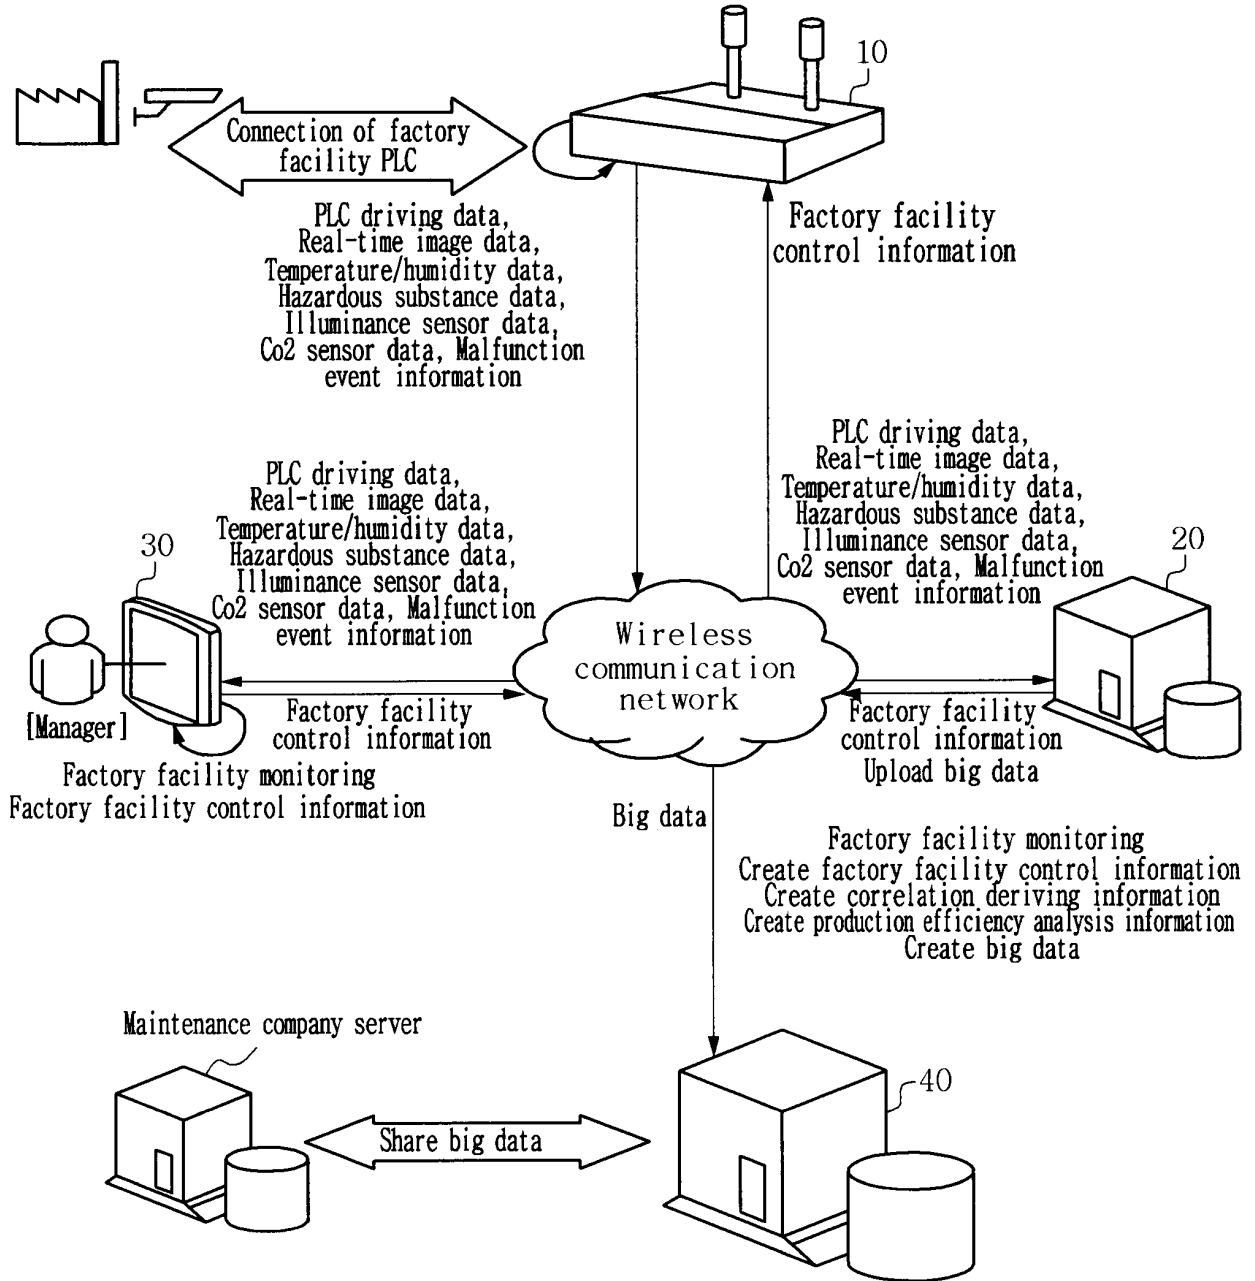 10
Connection of factory
facility PLC
PLC driving data,
Real-time image data,
Temperature/humidity data,
Hazardous substance data,
Illuminance sensor data,
Co2 sensor data, Malfunction
event information
Factory facility
control information
PLC driving data,
Real-time image data,
Temperature/humidity data,
Hazardous substance data,
Illuminance sensor data,
Co2 sensor data, Malfunction
event information
30
PLC driving data,
Real-time image data,
Temperature/humidity data,
Hazardous substance data,
Illuminance sensor data,
Co2 sensor data, Malfunction
event information
20
Wireless
communication
network
[Manager]
Factory facility
control information
Factory facility
control information
Upload big data
Factory facility monitoring
Factory facility control information
Big data
Factory facility monitoring
Create factory facility control information
Create correlation deriving information
Create production efficiency analysis information
Create big data
Maintenance company server
40
Share big data